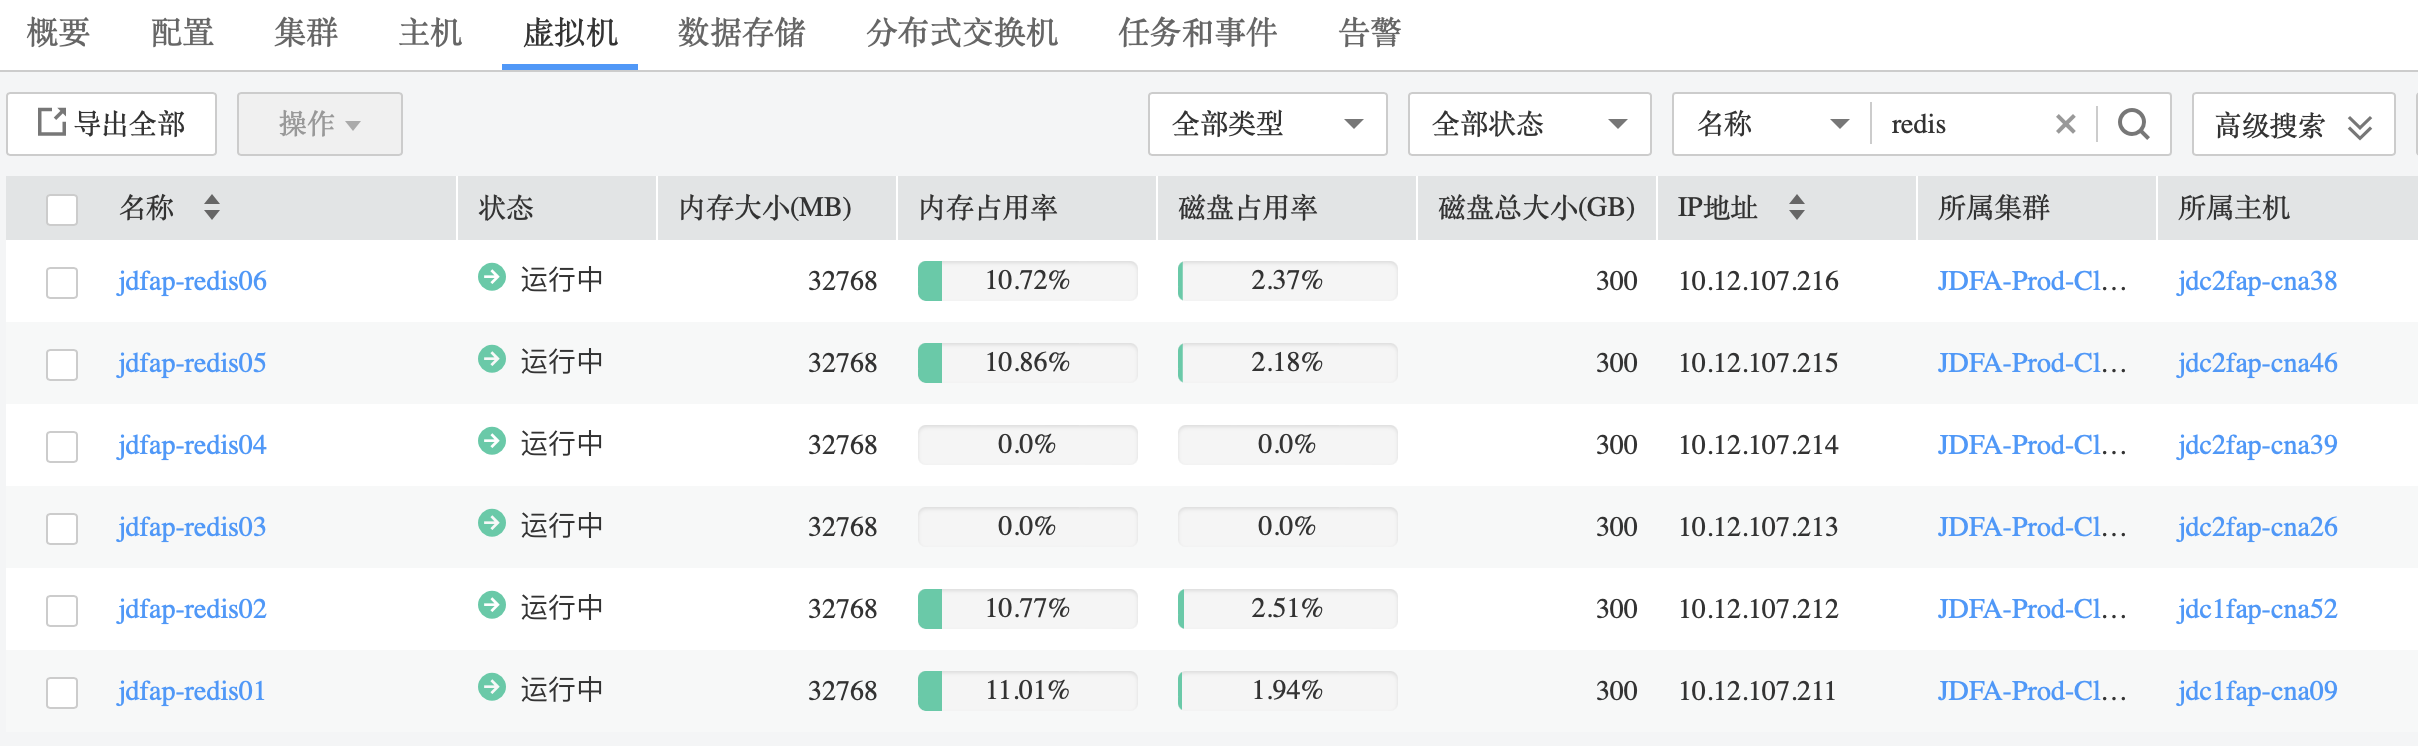 概要 配置 集群 主机 虚拟机 数据存储 分布式交换机 任务和事件 告警
导出全部 操作 全部类型 全部状态 名称 redis 高级搜索
名称 状态 内存大小(MB) 内存占用率 磁盘占用率 磁盘总大小(GB) IP地址 所属集群 所属主机
jdfap-redis06 运行中 32768 10.72% 2.37% 300 10.12.107.216 JDFA-Prod-Cl... jdc2fap-cna38
jdfap-redis05 运行中 32768 10.86% 2.18% 300 10.12.107.215 JDFA-Prod-Cl... jdc2fap-cna46
jdfap-redis04 运行中 32768 0.0% 0.0% 300 10.12.107.214 JDFA-Prod-Cl... jdc2fap-cna39
jdfap-redis03 运行中 32768 0.0% 0.0% 300 10.12.107.213 JDFA-Prod-Cl... jdc2fap-cna26
jdfap-redis02 运行中 32768 10.77% 2.51% 300 10.12.107.212 JDFA-Prod-Cl... jdc1fap-cna52
jdfap-redis01 运行中 32768 11.01% 1.94% 300 10.12.107.211 JDFA-Prod-Cl... jdc1fap-cna09